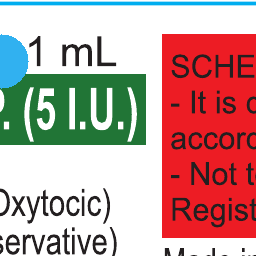 1 mL
P. (5 I.U.)
Oxytocic)
servative)
SCHE
- It is c
accord
- Not t
Regist
Made in